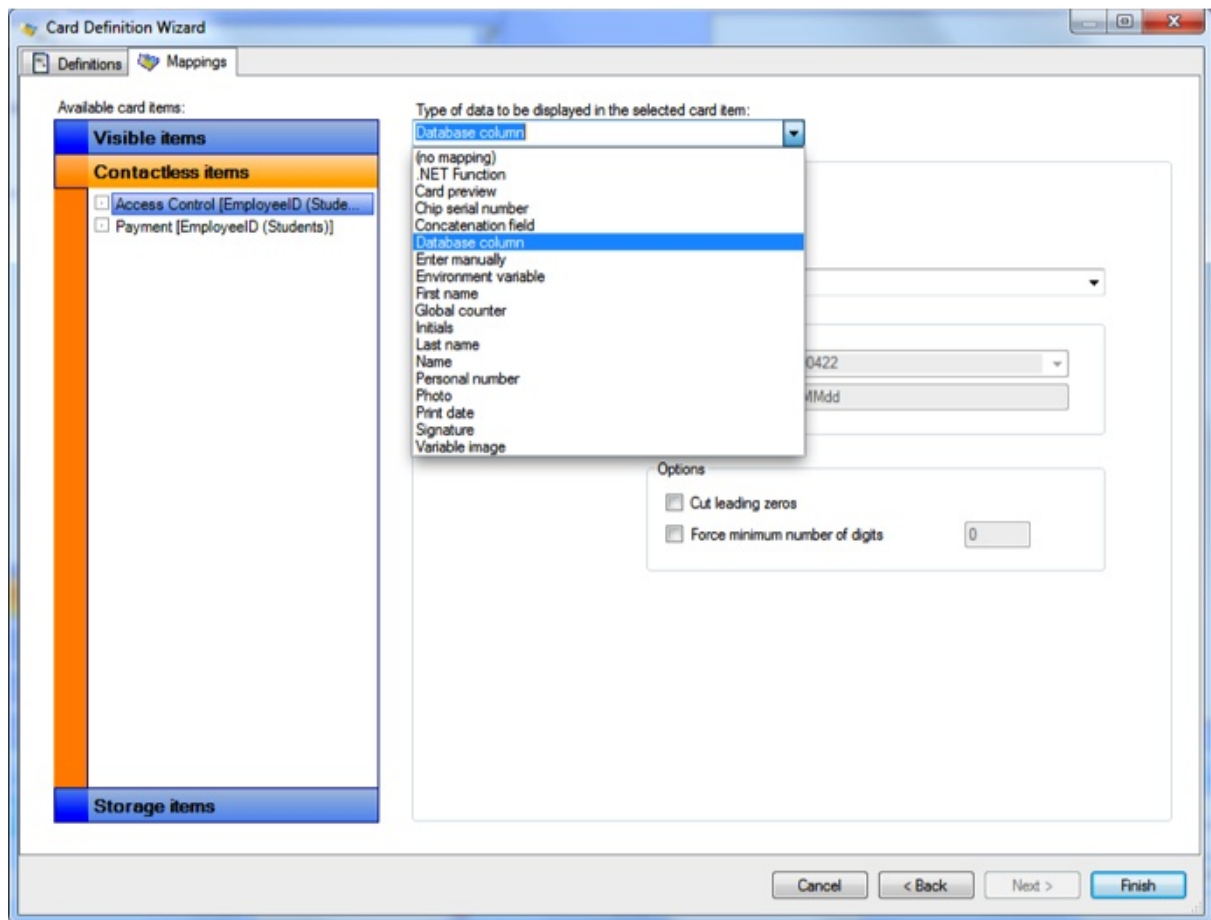 Card Definition Wizard
Definitions
Mappings
Available card items:
Visible items
Contactless items
Access Control [EmployeeID (Stude...
Payment [EmployeeID (Students)]
Storage items
Type of data to be displayed in the selected card item:
Database column
(no mapping)
.NET Function
Card preview
Chip serial number
Concatenation field
Database column
Enter manually
Environment variable
First name
Global counter
Initials
Last name
Name
Personal number
Photo
Print date
Signature
Variable image
0422
MMdd
Options
Cut leading zeros
Force minimum number of digits
0
Cancel
< Back
Next >
Finish